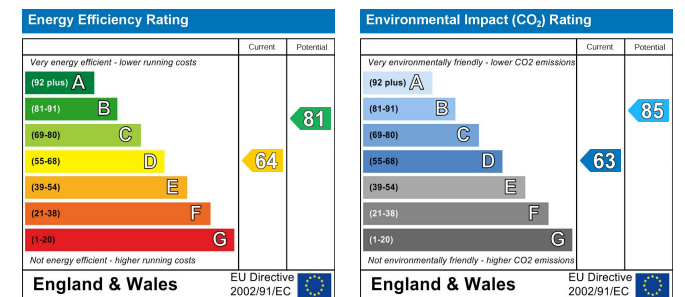 Energy Efficiency Rating
Current Potential
Very energy efficient - lower running costs
(92 plus) A
(81-91) B
81
(69-80) C
(55-68) D
64
(39-54) E
(21-38) F
(1-20) G
Not energy efficient - higher running costs
England & Wales
EU Directive
2002/91/EC
Environmental Impact (CO₂) Rating
Current Potential
Very environmentally friendly - lower CO2 emissions
(92 plus) A
(81-91) B
85
(69-80) C
(55-68) D
63
(39-54) E
(21-38) F
(1-20) G
Not environmentally friendly - higher CO2 emissions
England & Wales
EU Directive
2002/91/EC